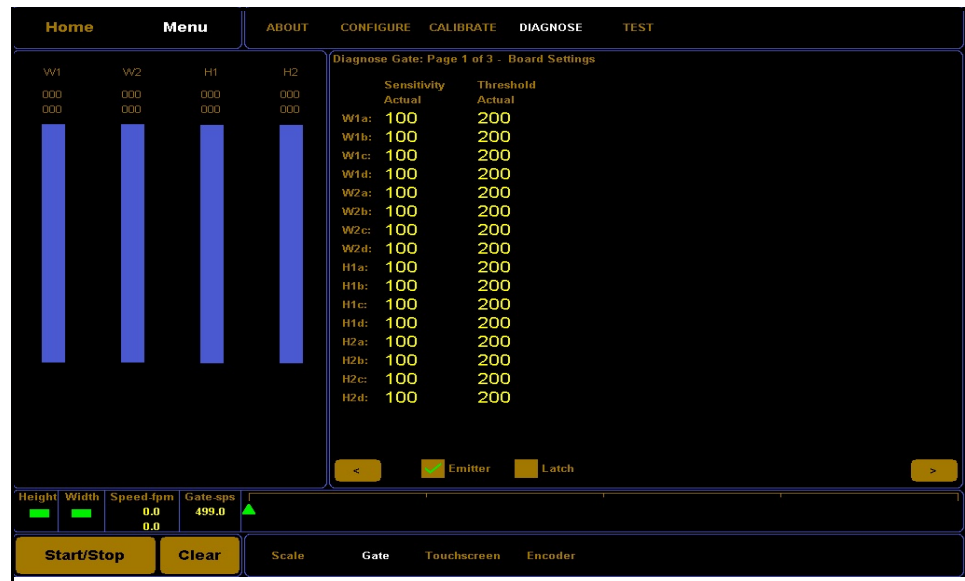 Home Menu ABOUT CONFIGURE CALIBRATE DIAGNOSE TEST
W1 W2 H1 H2
000 000 000 000
000 000 000 000
Diagnose Gate: Page 1 of 3 - Board Settings
Sensitivity Threshold
Actual Actual
W1a: 100 200
W1b: 100 200
W1c: 100 200
W1d: 100 200
W2a: 100 200
W2b: 100 200
W2c: 100 200
W2d: 100 200
H1a: 100 200
H1b: 100 200
H1c: 100 200
H1d: 100 200
H2a: 100 200
H2b: 100 200
H2c: 100 200
H2d: 100 200
< Emitter Latch >
Height Width Speed-fpm Gate-sps
0.0 499.0
0.0
Start/Stop Clear Scale Gate Touchscreen Encoder